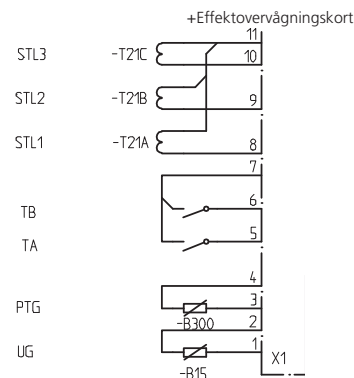 +Effektovervågningskort
11
STL3 -T21C 10
STL2 -T21B 9
STL1 -T21A 8
7
TB 6
TA 5
4
PTG 3
-B300 2
UG 1 X1
-B15